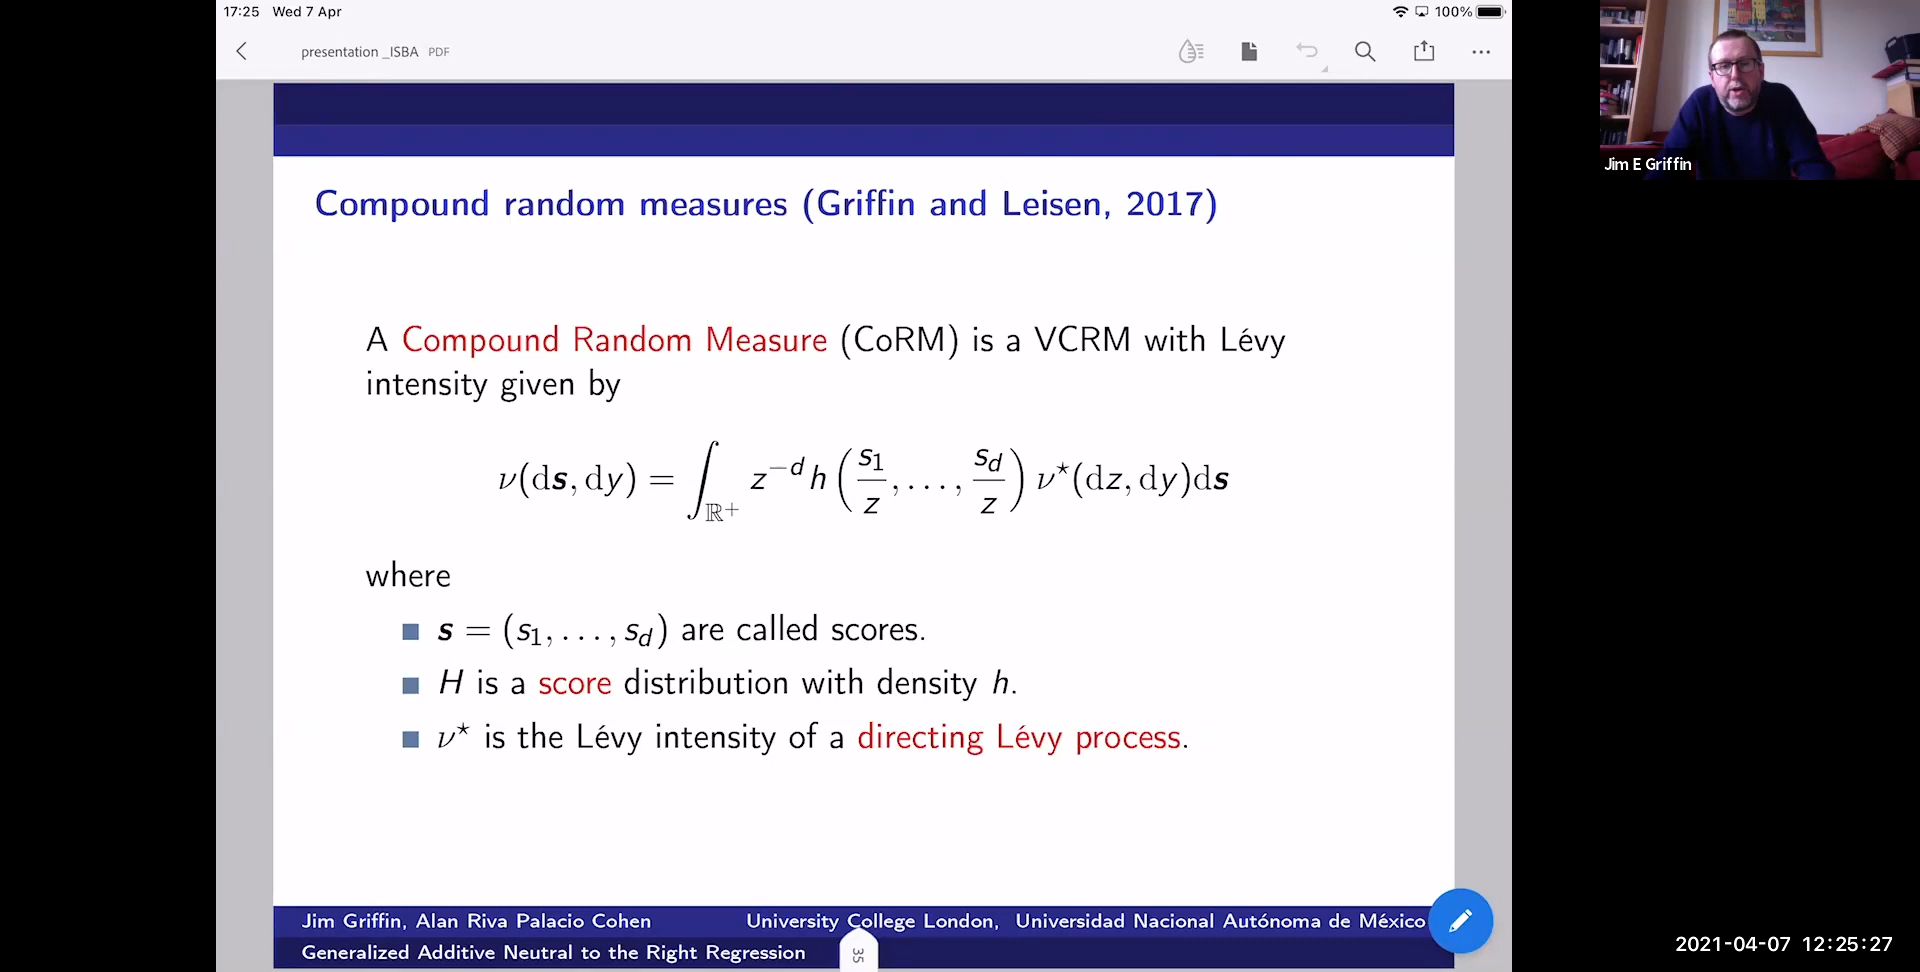 17:25 Wed 7 Apr
100%
presentation _ISBA PDF
Jim E Griffin
Compound random measures (Griffin and Leisen, 2017)
A Compound Random Measure (CoRM) is a VCRM with Lévy
intensity given by
ν(ds, dy) = ∫_{ℝ⁺} z^{−d} h(s₁/z, . . . , s_d/z) ν*(dz, dy)ds
where
s = (s₁, . . . , s_d) are called scores.
H is a score distribution with density h.
ν* is the Lévy intensity of a directing Lévy process.
Jim Griffin, Alan Riva Palacio Cohen University College London, Universidad Nacional Autónoma de México
Generalized Additive Neutral to the Right Regression
35
2021-04-07 12:25:27